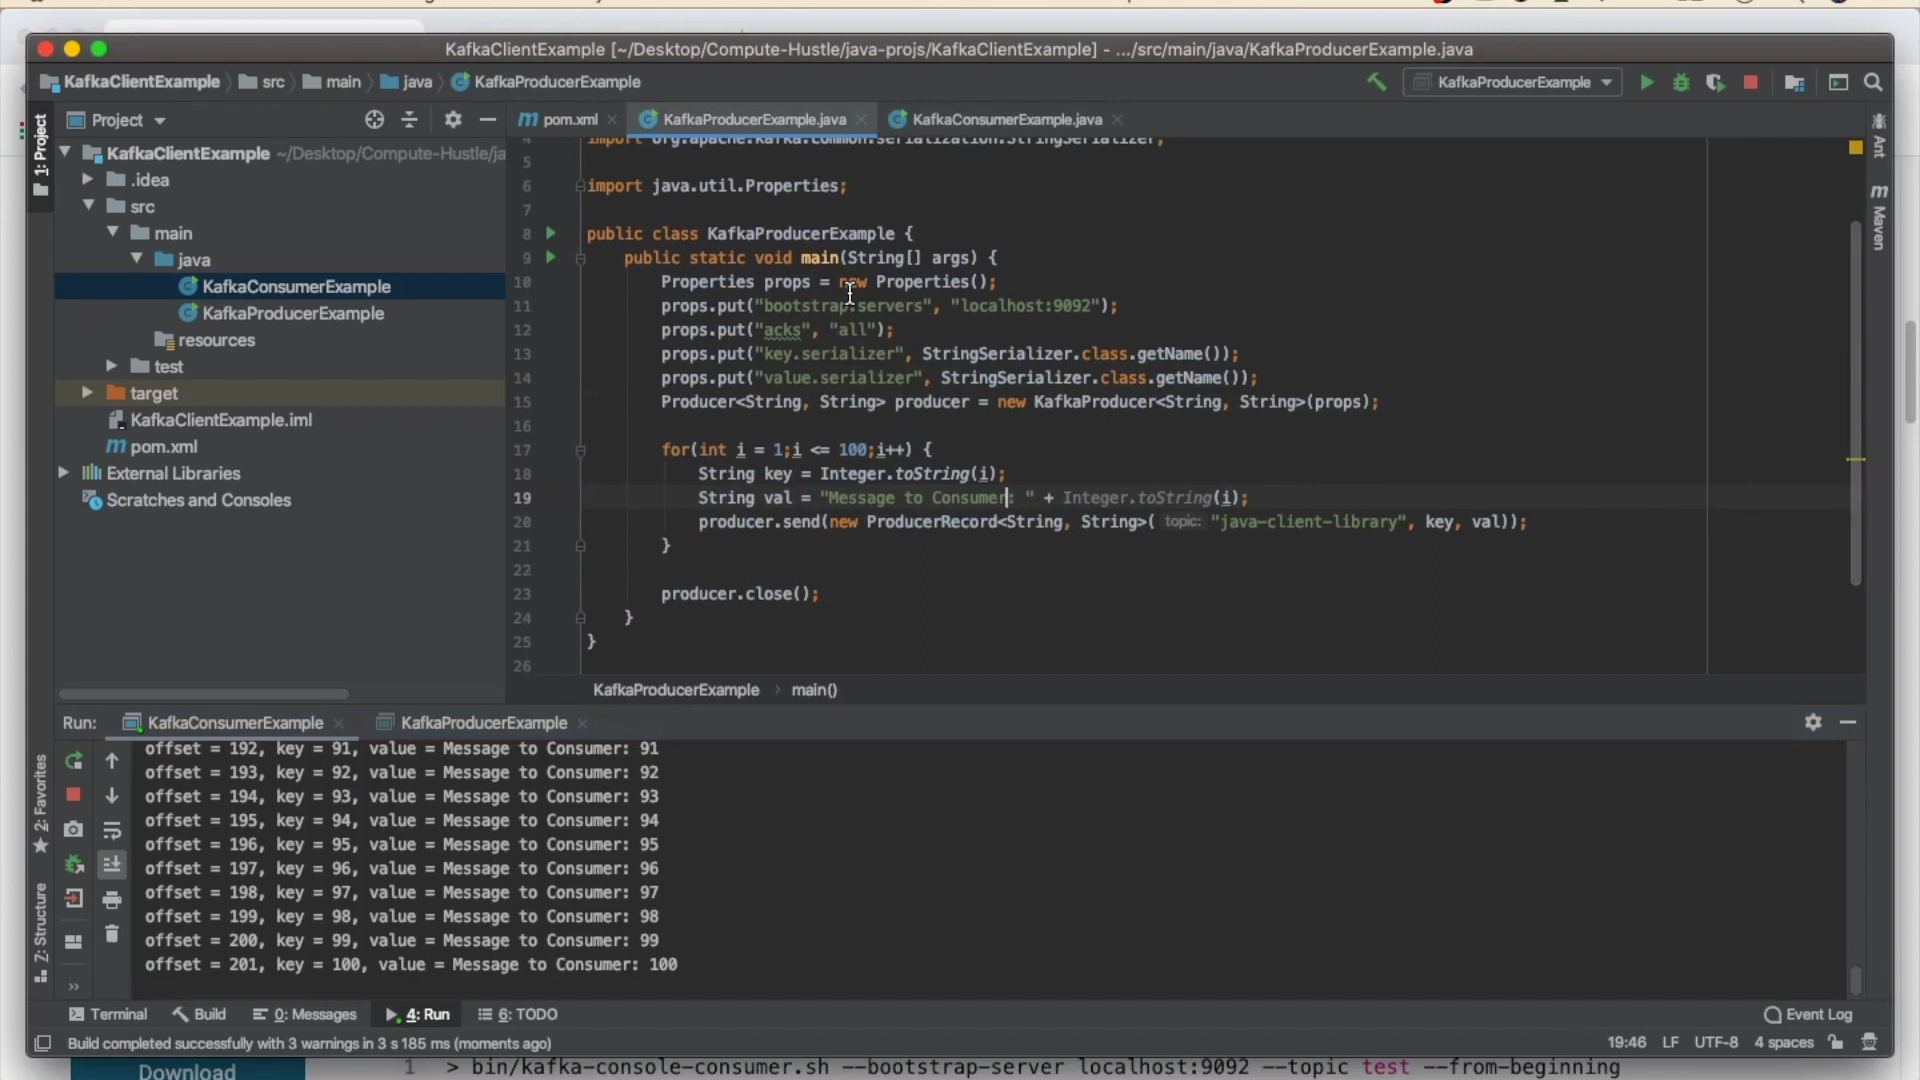 KafkaClientExample [~/Desktop/Compute-Hustle/java-projs/KafkaClientExample] - .../src/main/java/KafkaProducerExample.java
KafkaClientExample src main java KafkaProducerExample
KafkaProducerExample
1: Project
Project
pom.xml
KafkaProducerExample.java
KafkaConsumerExample.java
Ant
Maven
KafkaClientExample ~/Desktop/Compute-Hustle/ja
.idea
src
main
java
KafkaConsumerExample
KafkaProducerExample
resources
test
target
KafkaClientExample.iml
pom.xml
External Libraries
Scratches and Consoles
4 import org.apache.kafka.common.serialization.StringSerializer;
5
6 import java.util.Properties;
7
8 public class KafkaProducerExample {
9 public static void main(String[] args) {
10 Properties props = new Properties();
11 props.put("bootstrap.servers", "localhost:9092");
12 props.put("acks", "all");
13 props.put("key.serializer", StringSerializer.class.getName());
14 props.put("value.serializer", StringSerializer.class.getName());
15 Producer<String, String> producer = new KafkaProducer<String, String>(props);
16
17 for(int i = 1;i <= 100;i++) {
18 String key = Integer.toString(i);
19 String val = "Message to Consumer: " + Integer.toString(i);
20 producer.send(new ProducerRecord<String, String>( topic: "java-client-library", key, val));
21 }
22
23 producer.close();
24 }
25 }
26
KafkaProducerExample › main()
Run: KafkaConsumerExample KafkaProducerExample
offset = 192, key = 91, value = Message to Consumer: 91
offset = 193, key = 92, value = Message to Consumer: 92
offset = 194, key = 93, value = Message to Consumer: 93
offset = 195, key = 94, value = Message to Consumer: 94
offset = 196, key = 95, value = Message to Consumer: 95
offset = 197, key = 96, value = Message to Consumer: 96
offset = 198, key = 97, value = Message to Consumer: 97
offset = 199, key = 98, value = Message to Consumer: 98
offset = 200, key = 99, value = Message to Consumer: 99
offset = 201, key = 100, value = Message to Consumer: 100
2: Favorites
Z: Structure
Terminal Build 0: Messages 4: Run 6: TODO Event Log
Build completed successfully with 3 warnings in 3 s 185 ms (moments ago)
19:46 LF UTF-8 4 spaces
Download
1 > bin/kafka-console-consumer.sh --bootstrap-server localhost:9092 --topic test --from-beginning